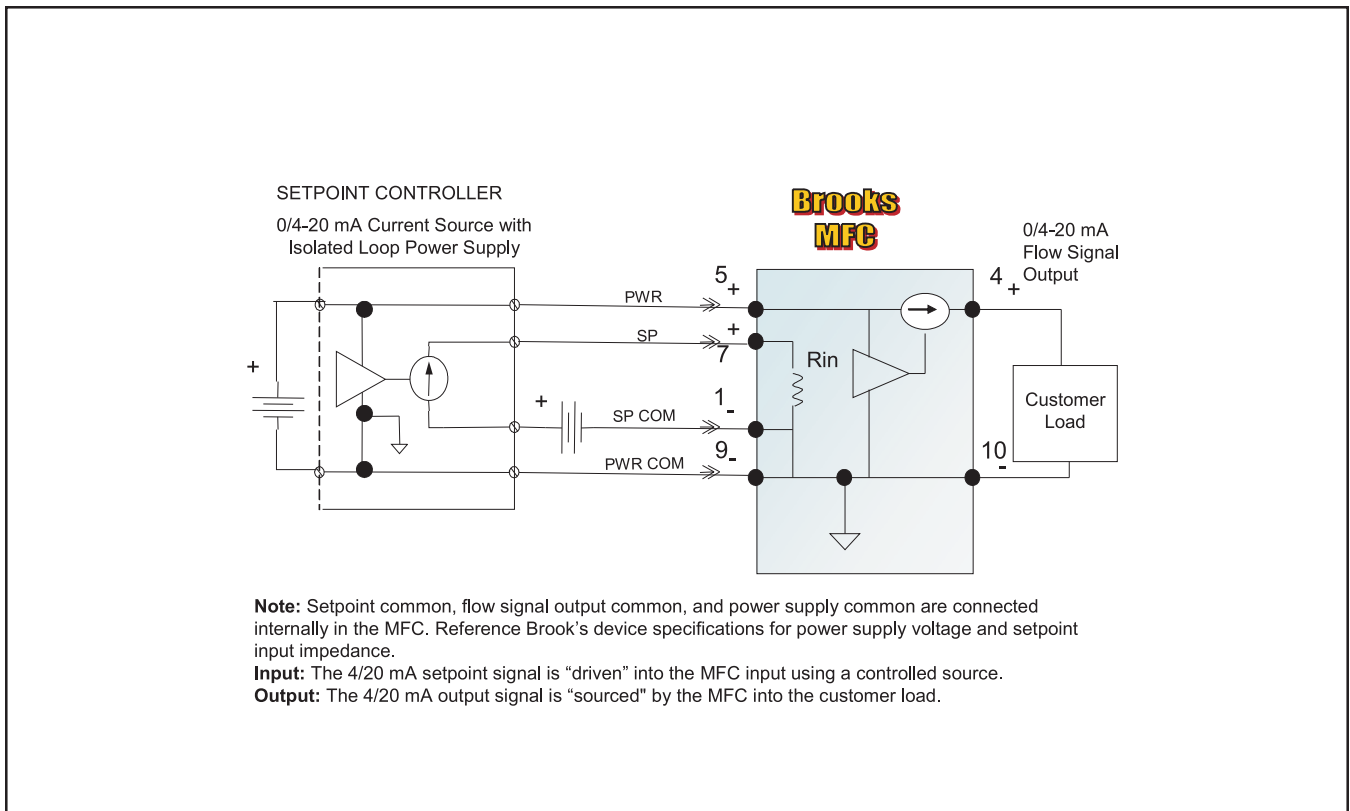 SETPOINT CONTROLLER
0/4-20 mA Current Source with
Isolated Loop Power Supply
Brooks
MFC
0/4-20 mA
Flow Signal
Output
5
+
PWR
4
+
+
SP
7
Rin
+
+
SP COM
1
-
Customer
Load
PWR COM
9
-
10
-
Note: Setpoint common, flow signal output common, and power supply common are connected
internally in the MFC. Reference Brook's device specifications for power supply voltage and setpoint
input impedance.
Input: The 4/20 mA setpoint signal is “driven” into the MFC input using a controlled source.
Output: The 4/20 mA output signal is “sourced" by the MFC into the customer load.